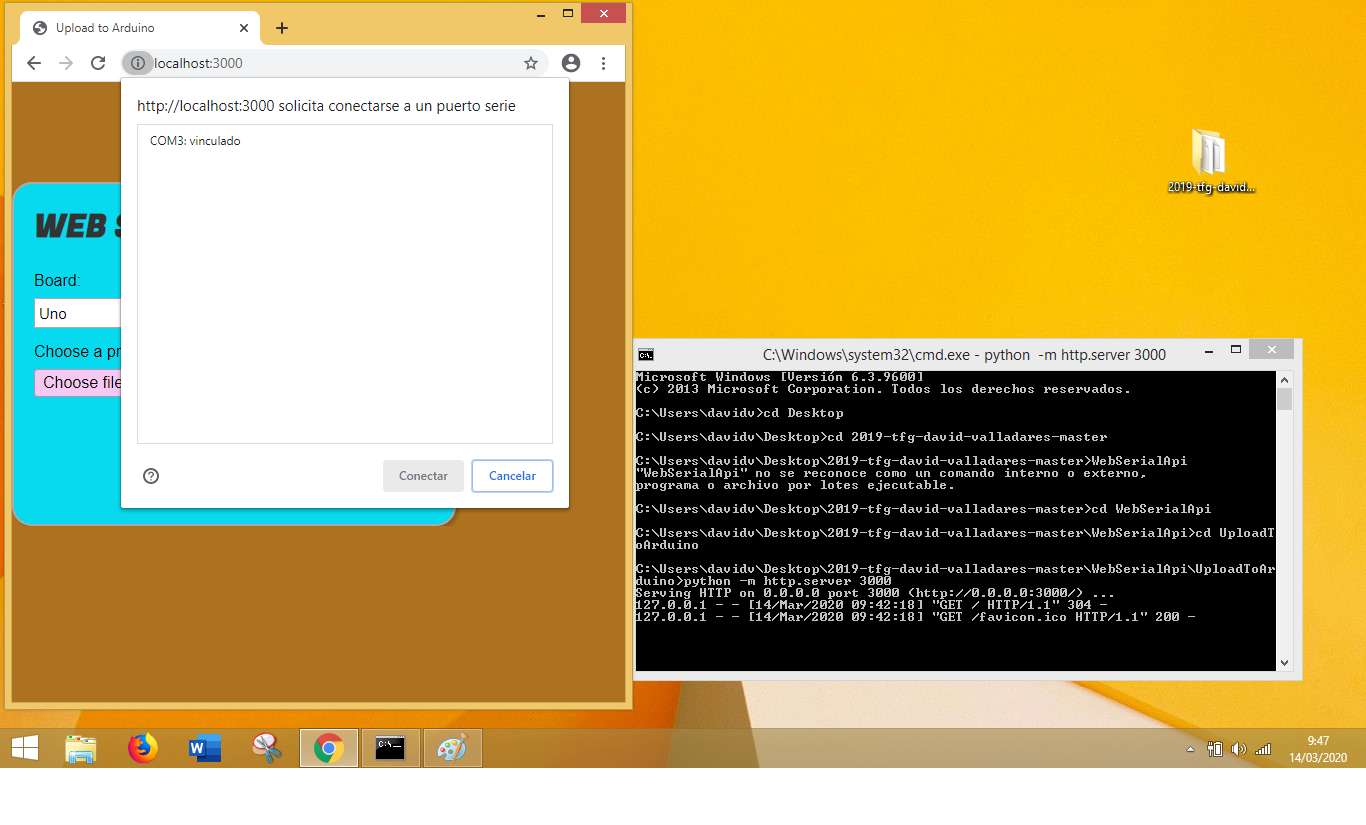 Upload to Arduino
localhost:3000
http://localhost:3000 solicita conectarse a un puerto serie
COM3: vinculado
WEB S
Board:
Uno
Choose a pr
Choose file
Conectar
Cancelar
2019-tfg-david...
C:\Windows\system32\cmd.exe - python  -m http.server 3000
Microsoft Windows [Versión 6.3.9600]
(c) 2013 Microsoft Corporation. Todos los derechos reservados.
C:\Users\davidv>cd Desktop
C:\Users\davidv\Desktop>cd 2019-tfg-david-valladares-master
C:\Users\davidv\Desktop\2019-tfg-david-valladares-master>WebSerialApi
"WebSerialApi" no se reconoce como un comando interno o externo,
programa o archivo por lotes ejecutable.
C:\Users\davidv\Desktop\2019-tfg-david-valladares-master>cd WebSerialApi
C:\Users\davidv\Desktop\2019-tfg-david-valladares-master\WebSerialApi>cd UploadT
oArduino
C:\Users\davidv\Desktop\2019-tfg-david-valladares-master\WebSerialApi\UploadToAr
duino>python -m http.server 3000
Serving HTTP on 0.0.0.0 port 3000 (http://0.0.0.0:3000/) ...
127.0.0.1 - - [14/Mar/2020 09:42:18] "GET / HTTP/1.1" 304 -
127.0.0.1 - - [14/Mar/2020 09:42:18] "GET /favicon.ico HTTP/1.1" 200 -
9:47
14/03/2020